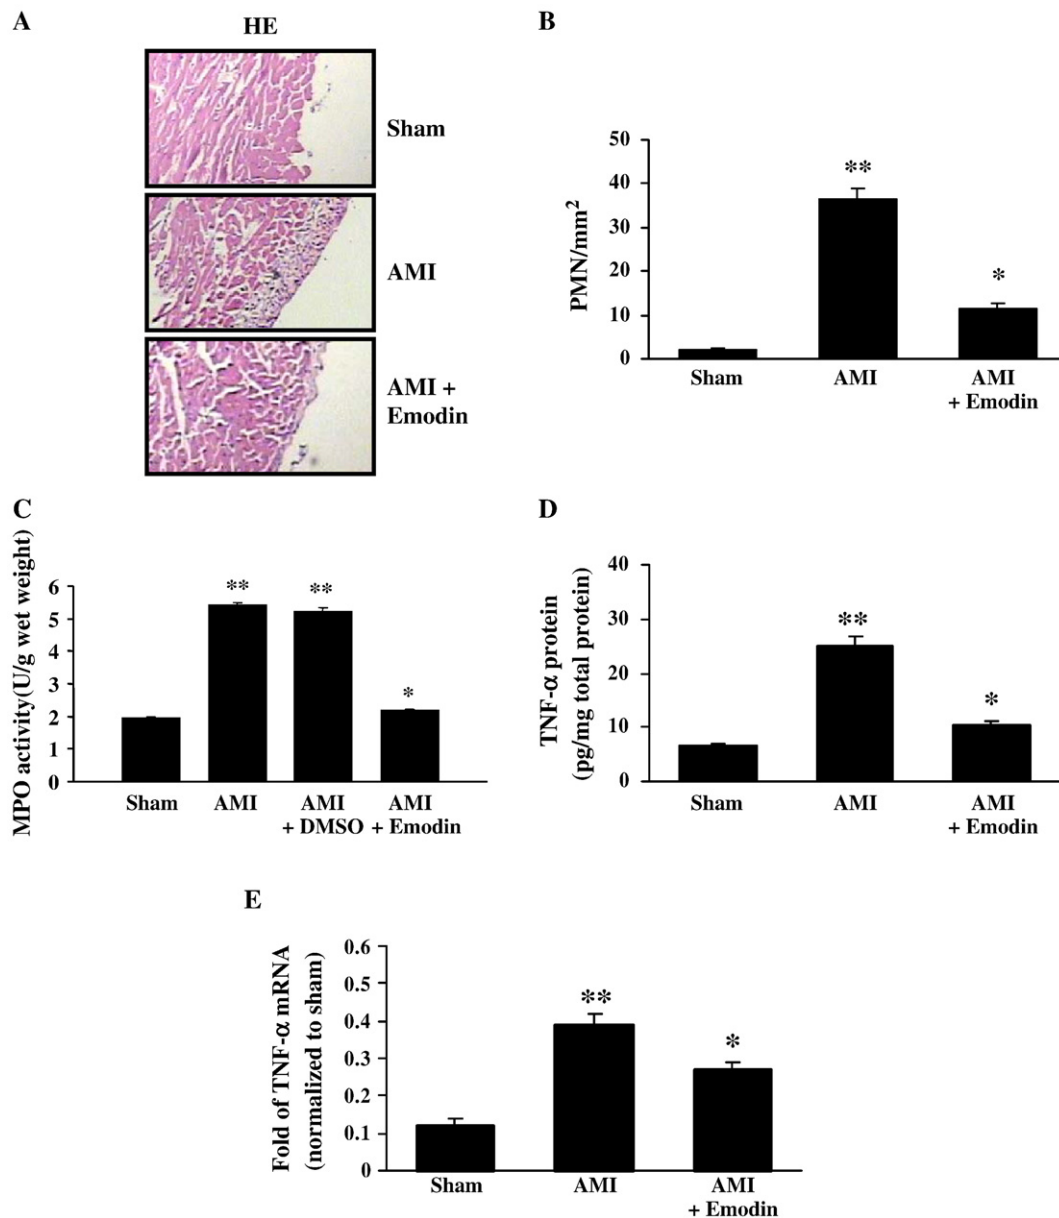 A
HE
Sham
AMI
AMI +
Emodin
B
PMN/mm²
50
40
30
20
10
0
**
*
Sham
AMI
AMI
+ Emodin
C
MPO activity(U/g wet weight)
6
5
4
3
2
1
0
**
**
*
Sham
AMI
AMI
+ DMSO
AMI
+ Emodin
D
TNF-α protein
(pg/mg total protein)
40
30
20
10
0
**
*
Sham
AMI
AMI
+ Emodin
E
Fold of TNF-α mRNA
(normalized to sham)
0.6
0.5
0.4
0.3
0.2
0.1
0
**
*
Sham
AMI
AMI
+ Emodin